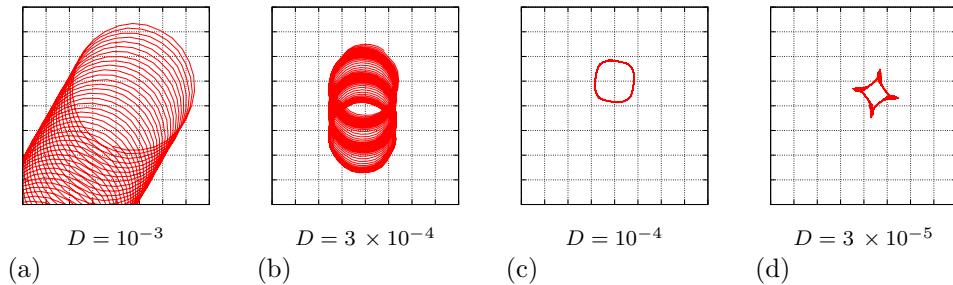 D = 10⁻³
D = 3 × 10⁻⁴
D = 10⁻⁴
D = 3 × 10⁻⁵
(a)
(b)
(c)
(d)